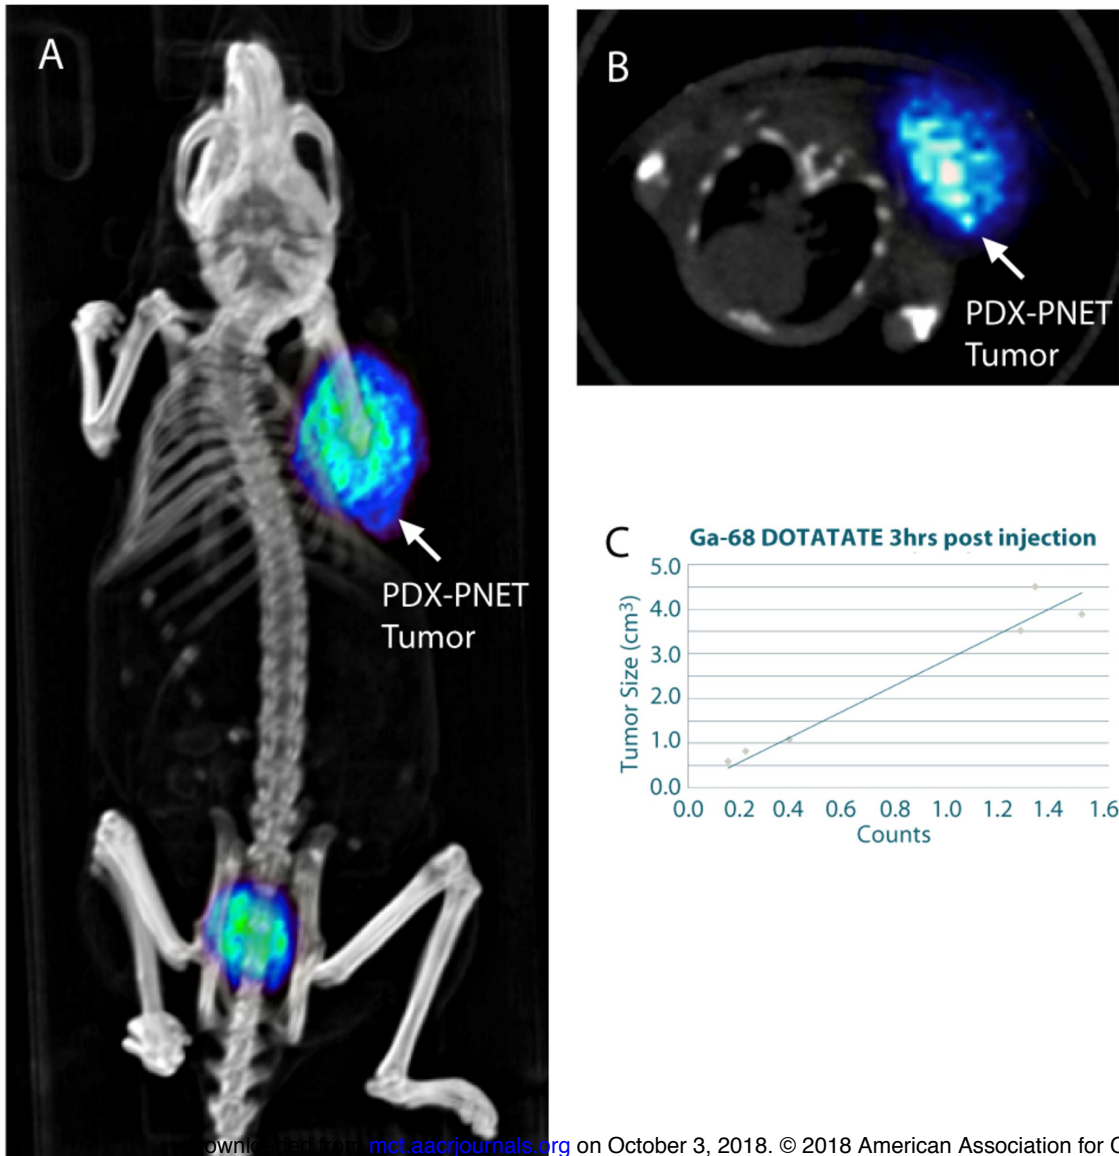 A
PDX-PNET
Tumor
B
PDX-PNET
Tumor
C
Ga-68 DOTATATE 3hrs post injection
Tumor Size (cm³)
5.0
4.0
3.0
2.0
1.0
0.0
0.0 0.2 0.4 0.6 0.8 1.0 1.2 1.4 1.6
Counts
from mct.aacrjournals.org on October 3, 2018. © 2018 American Association for